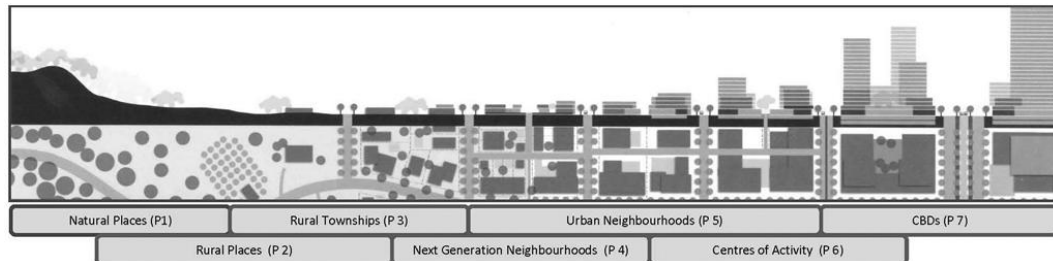 Natural Places (P1)
Rural Townships (P 3)
Urban Neighbourhoods (P 5)
CBDs (P 7)
Rural Places (P 2)
Next Generation Neighbourhoods (P 4)
Centres of Activity (P 6)